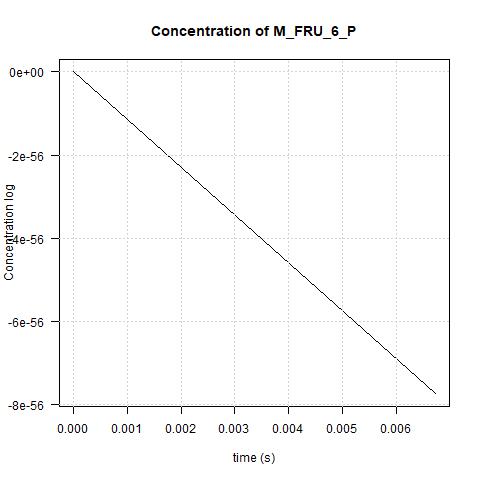 Concentration of M_FRU_6_P
0e+00
-2e-56
-4e-56
-6e-56
-8e-56
Concentration log
0.000 0.001 0.002 0.003 0.004 0.005 0.006
time (s)